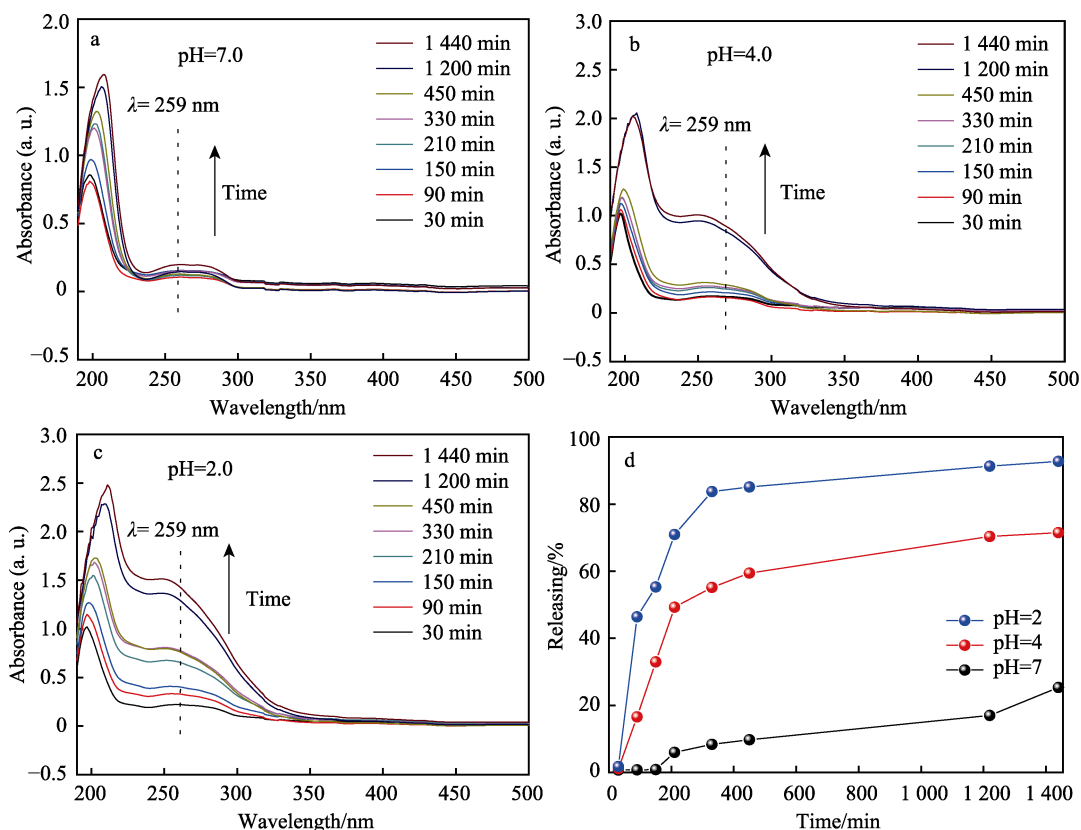 a
pH=7.0
λ= 259 nm
Time
1 440 min
1 200 min
450 min
330 min
210 min
150 min
90 min
30 min
2.0
1.5
1.0
0.5
0
−0.5
Absorbance (a. u.)
200 250 300 350 400 450 500
Wavelength/nm
b
pH=4.0
λ= 259 nm
Time
1 440 min
1 200 min
450 min
330 min
210 min
150 min
90 min
30 min
3.0
2.5
2.0
1.5
1.0
0.5
0
−0.5
Absorbance (a. u.)
200 250 300 350 400 450 500
Wavelength/nm
c
pH=2.0
λ= 259 nm
Time
1 440 min
1 200 min
450 min
330 min
210 min
150 min
90 min
30 min
3.0
2.5
2.0
1.5
1.0
0.5
0
−0.5
Absorbance (a. u.)
200 250 300 350 400 450 500
Wavelength/nm
d
pH=2
pH=4
pH=7
100
80
60
40
20
0
Releasing/%
0 200 400 600 800 1 000 1 200 1 400
Time/min